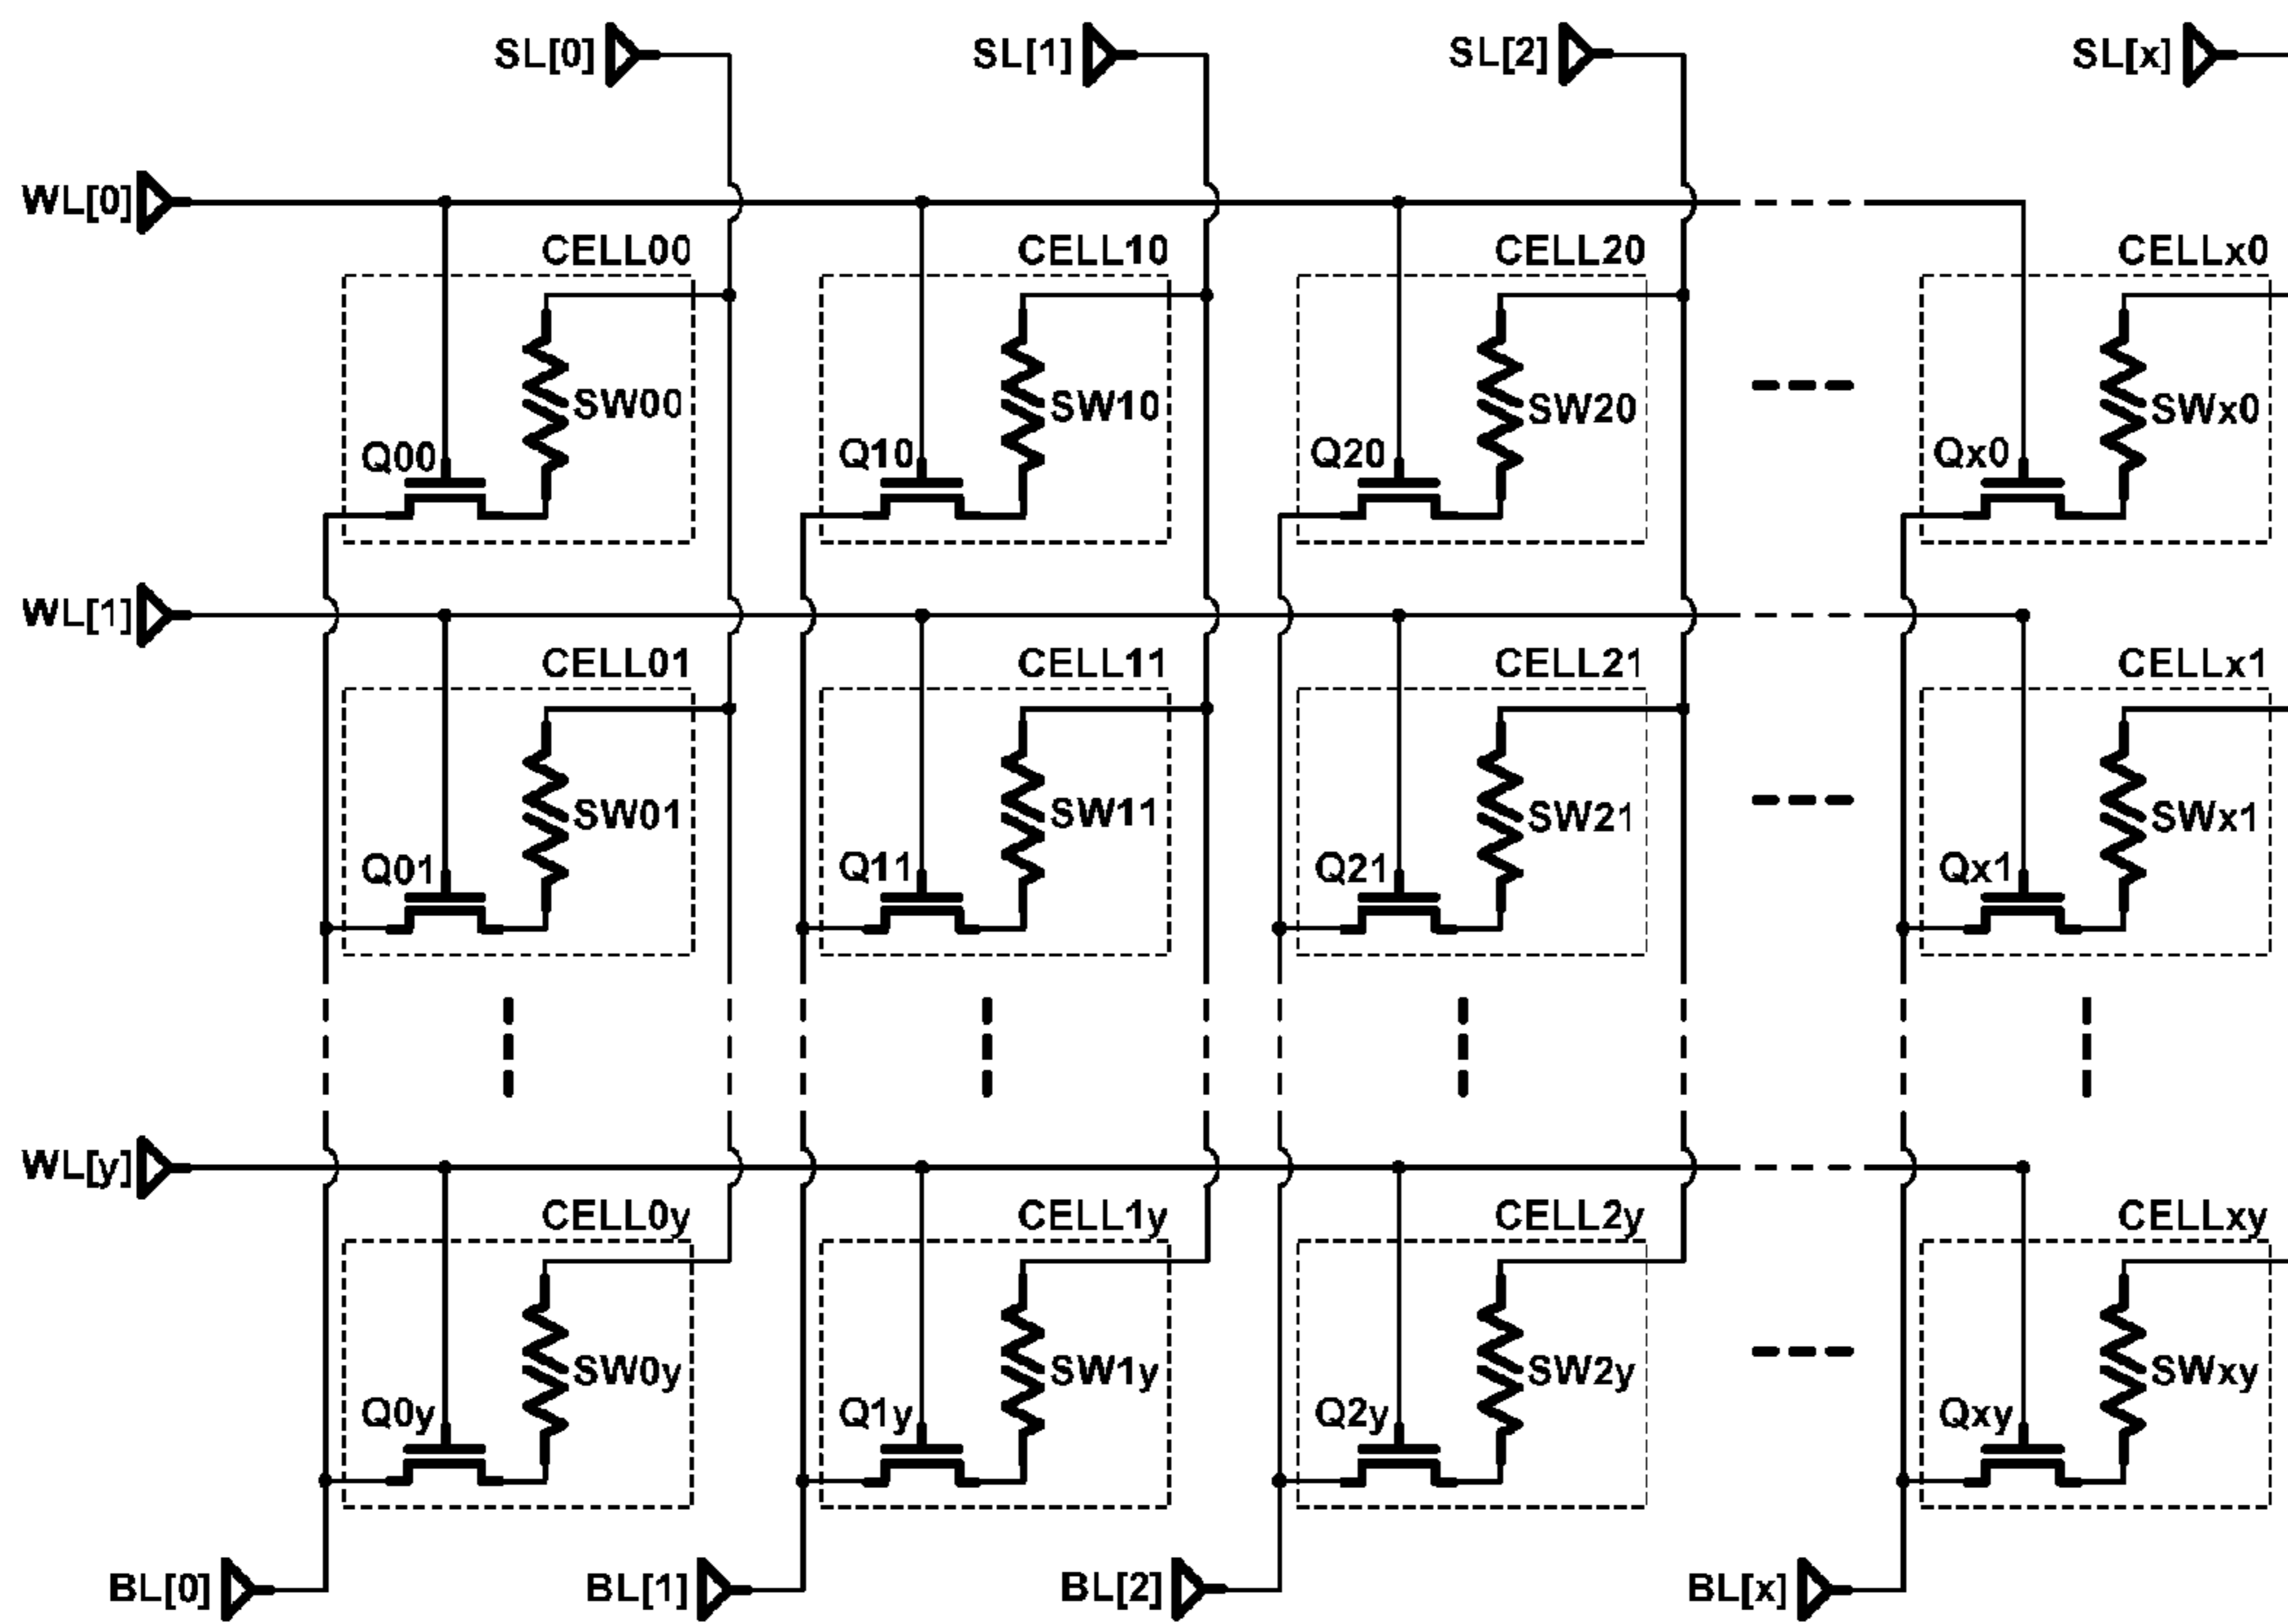 SL[0] SL[1] SL[2] SL[x]
WL[0]
CELL00 CELL10 CELL20 CELLx0
SW00 SW10 SW20 SWx0
Q00 Q10 Q20 Qx0
WL[1]
CELL01 CELL11 CELL21 CELLx1
SW01 SW11 SW21 SWx1
Q01 Q11 Q21 Qx1
WL[y]
CELL0y CELL1y CELL2y CELLxy
SW0y SW1y SW2y SWxy
Q0y Q1y Q2y Qxy
BL[0] BL[1] BL[2] BL[x]